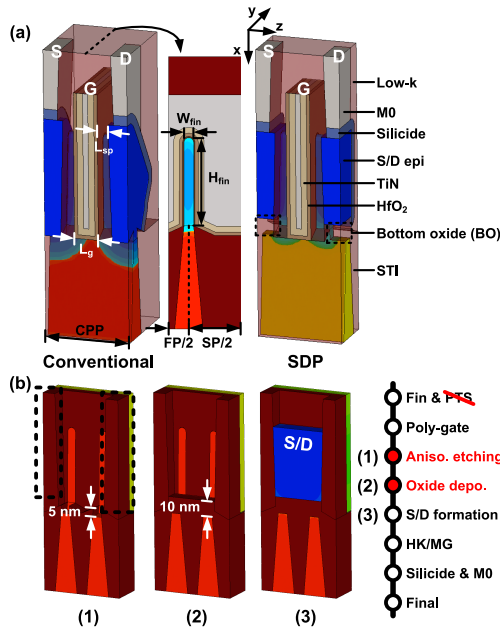 (a)
S
D
G
L_sp
L_g
CPP
Conventional
W_fin
H_fin
FP/2
SP/2
y
z
x
S
D
G
Low-k
M0
Silicide
S/D epi
TiN
HfO₂
Bottom oxide (BO)
STI
SDP
(b)
5 nm
(1)
10 nm
(2)
S/D
(3)
Fin & PTS
Poly-gate
(1) Aniso. etching
(2) Oxide depo.
(3) S/D formation
HK/MG
Silicide & M0
Final